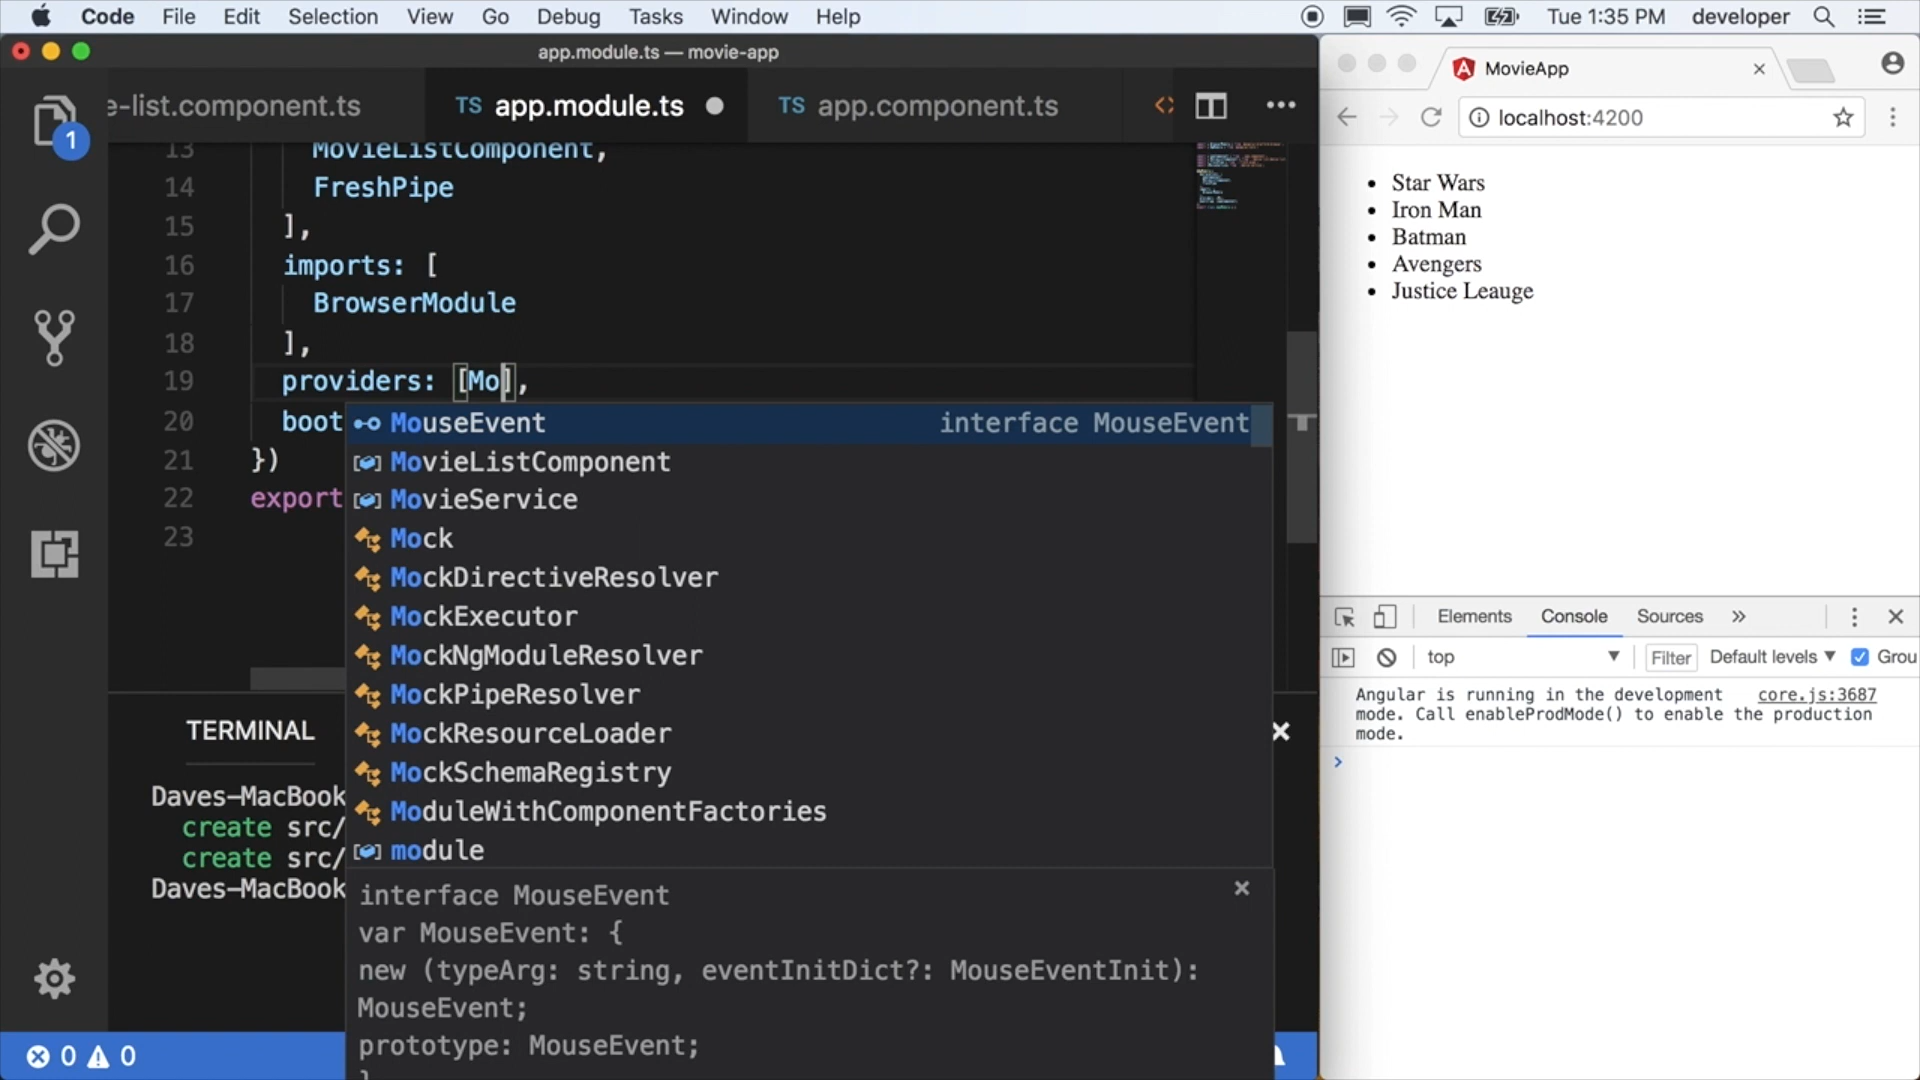 Code File Edit Selection View Go Debug Tasks Window Help Tue 1:35 PM developer
app.module.ts — movie-app
e-list.component.ts TS app.module.ts TS app.component.ts
13 MovieListComponent,
14 FreshPipe
15 ],
16 imports: [
17 BrowserModule
18 ],
19 providers: [Mo],
20 boot
21 })
22 export
23
MouseEvent interface MouseEvent
MovieListComponent
MovieService
Mock
MockDirectiveResolver
MockExecutor
MockNgModuleResolver
MockPipeResolver
MockResourceLoader
MockSchemaRegistry
ModuleWithComponentFactories
module
interface MouseEvent
var MouseEvent: {
new (typeArg: string, eventInitDict?: MouseEventInit):
MouseEvent;
prototype: MouseEvent;
1
TERMINAL
Daves-MacBook
create src/
create src/
Daves-MacBook
0 0
MovieApp
localhost:4200
Star Wars
Iron Man
Batman
Avengers
Justice Leauge
Elements Console Sources »
top Filter Default levels Grou
Angular is running in the development core.js:3687
mode. Call enableProdMode() to enable the production
mode.